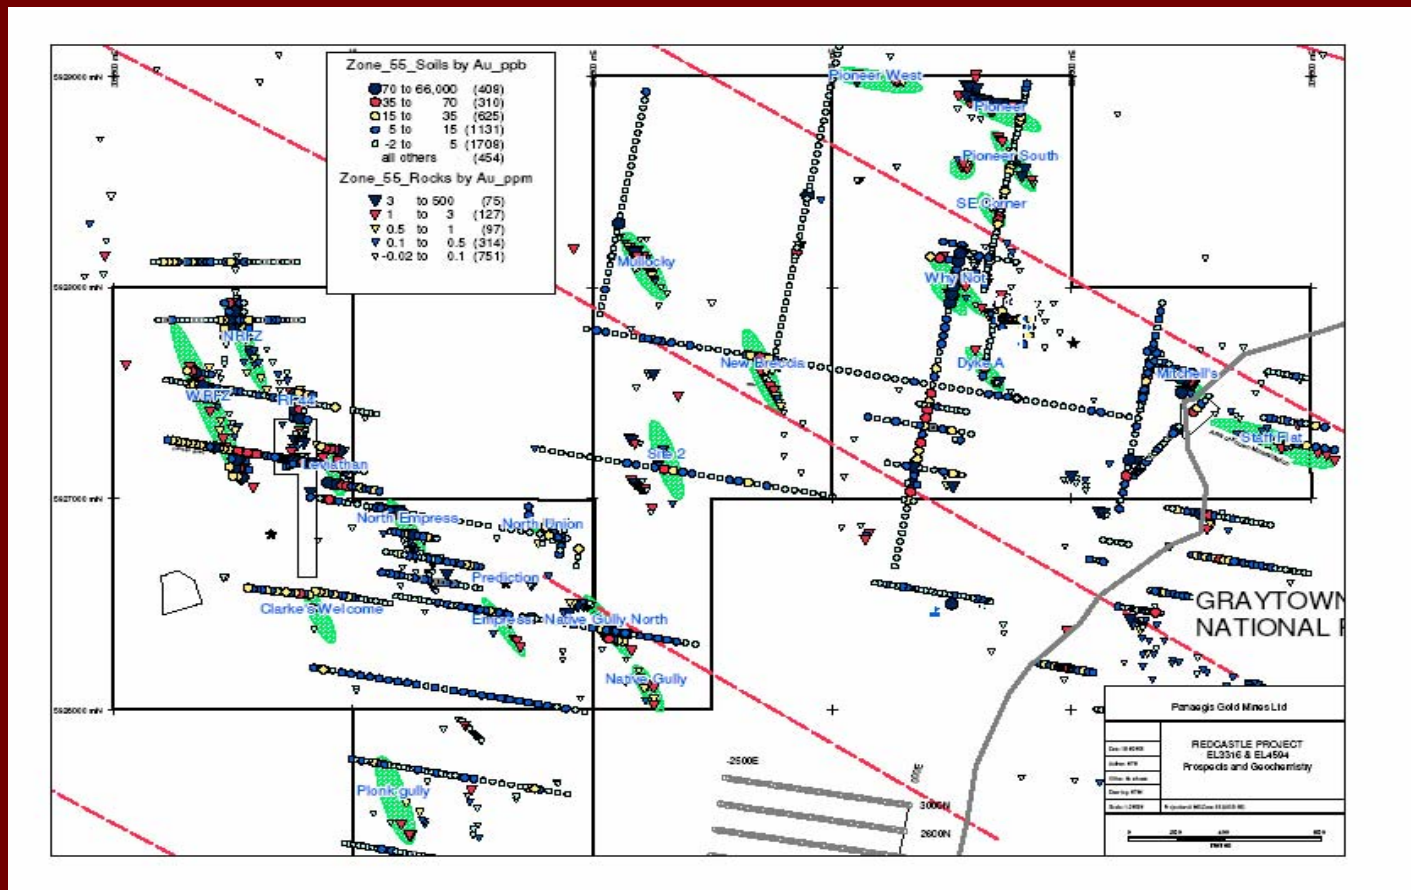 Zone_55_Soils by Au_ppb
70 to 66,000 (408)
35 to 70 (310)
15 to 35 (625)
5 to 15 (1131)
-2 to 5 (1708)
all others (454)
Zone_55_Rocks by Au_ppm
3 to 500 (75)
1 to 3 (127)
0.5 to 1 (97)
0.1 to 0.5 (314)
-0.02 to 0.1 (751)
Pioneer West
Pioneer
Pioneer South
SE Corner
Mullocky
Why Not
NRFZ
New Breccia
Dyke A
Mitchell's
WRFZ
RF44
Staff Flat
Site 2
Leviathan
North Empress
North Union
Prediction
Clarke's Welcome
Empress
Native Gully North
GRAYTOWN
NATIONAL
Native Gully
Plonk gully
-2500E
3000N
2600N
Panaegis Gold Mines Ltd
REDCASTLE PROJECT
EL3316 & EL4594
Prospects and Geochemistry